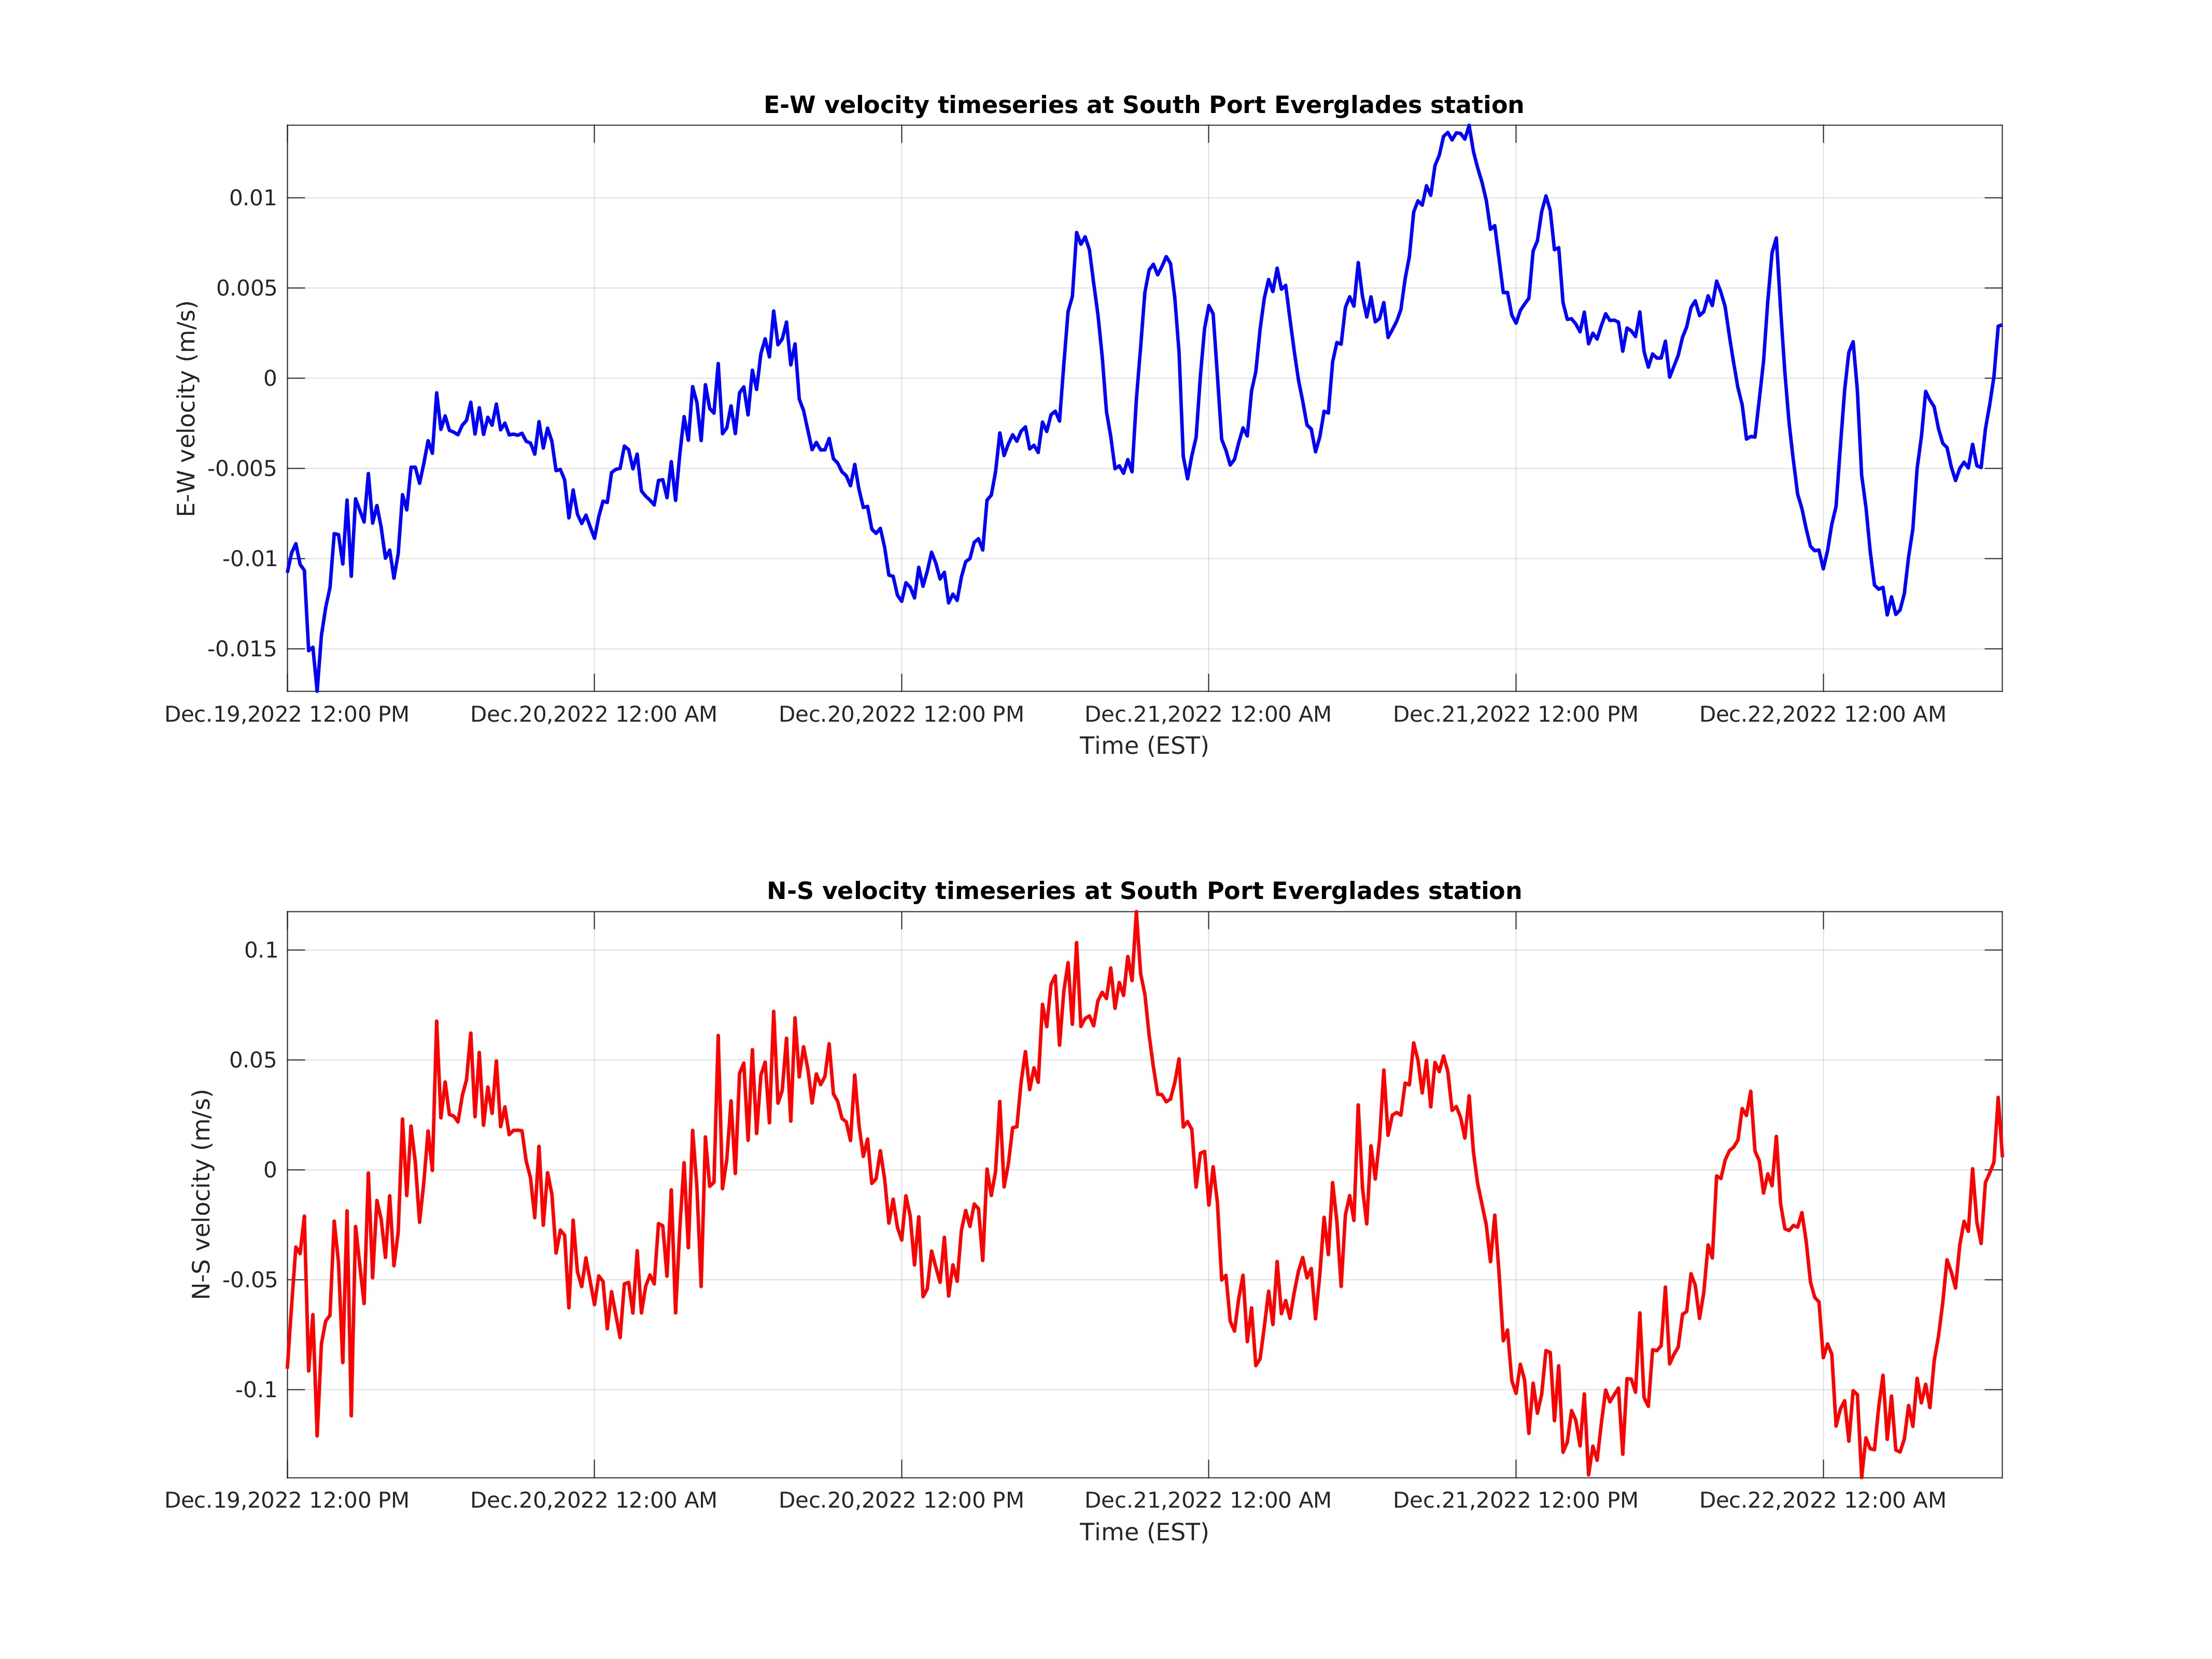 E-W velocity timeseries at South Port Everglades station
E-W velocity (m/s)
0.01
0.005
0
-0.005
-0.01
-0.015
Dec.19,2022 12:00 PM Dec.20,2022 12:00 AM Dec.20,2022 12:00 PM Dec.21,2022 12:00 AM Dec.21,2022 12:00 PM Dec.22,2022 12:00 AM
Time (EST)
N-S velocity timeseries at South Port Everglades station
N-S velocity (m/s)
0.1
0.05
0
-0.05
-0.1
Dec.19,2022 12:00 PM Dec.20,2022 12:00 AM Dec.20,2022 12:00 PM Dec.21,2022 12:00 AM Dec.21,2022 12:00 PM Dec.22,2022 12:00 AM
Time (EST)